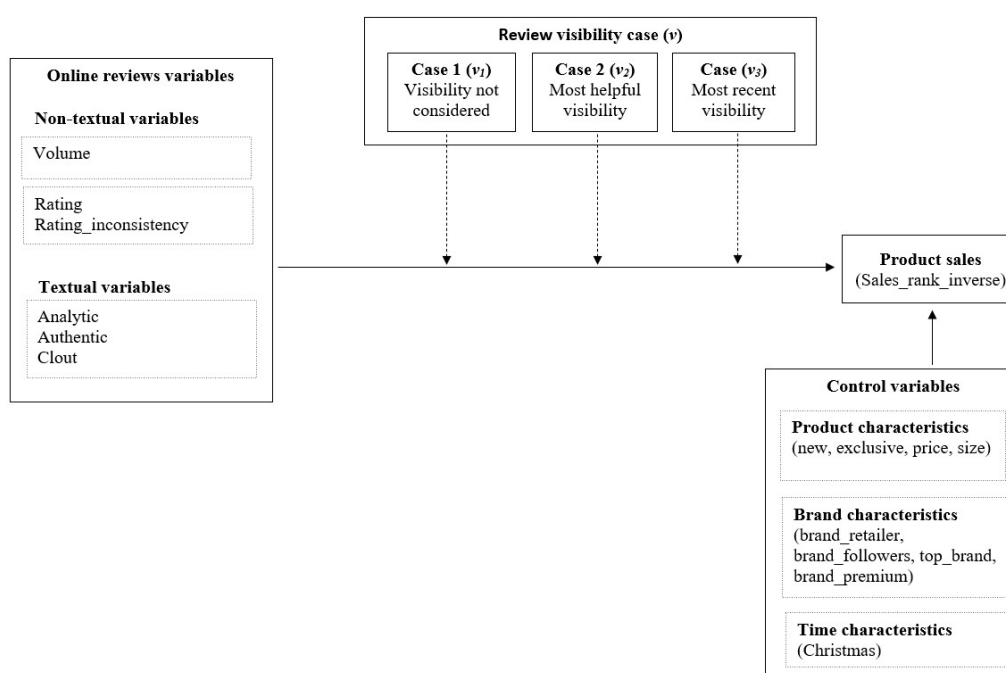 Review visibility case (v)
Case 1 (v1)
Visibility not
considered
Case 2 (v2)
Most helpful
visibility
Case (v3)
Most recent
visibility
Online reviews variables
Non-textual variables
Volume
Rating
Rating_inconsistency
Textual variables
Analytic
Authentic
Clout
Product sales
(Sales_rank_inverse)
Control variables
Product characteristics
(new, exclusive, price, size)
Brand characteristics
(brand_retailer,
brand_followers, top_brand,
brand_premium)
Time characteristics
(Christmas)